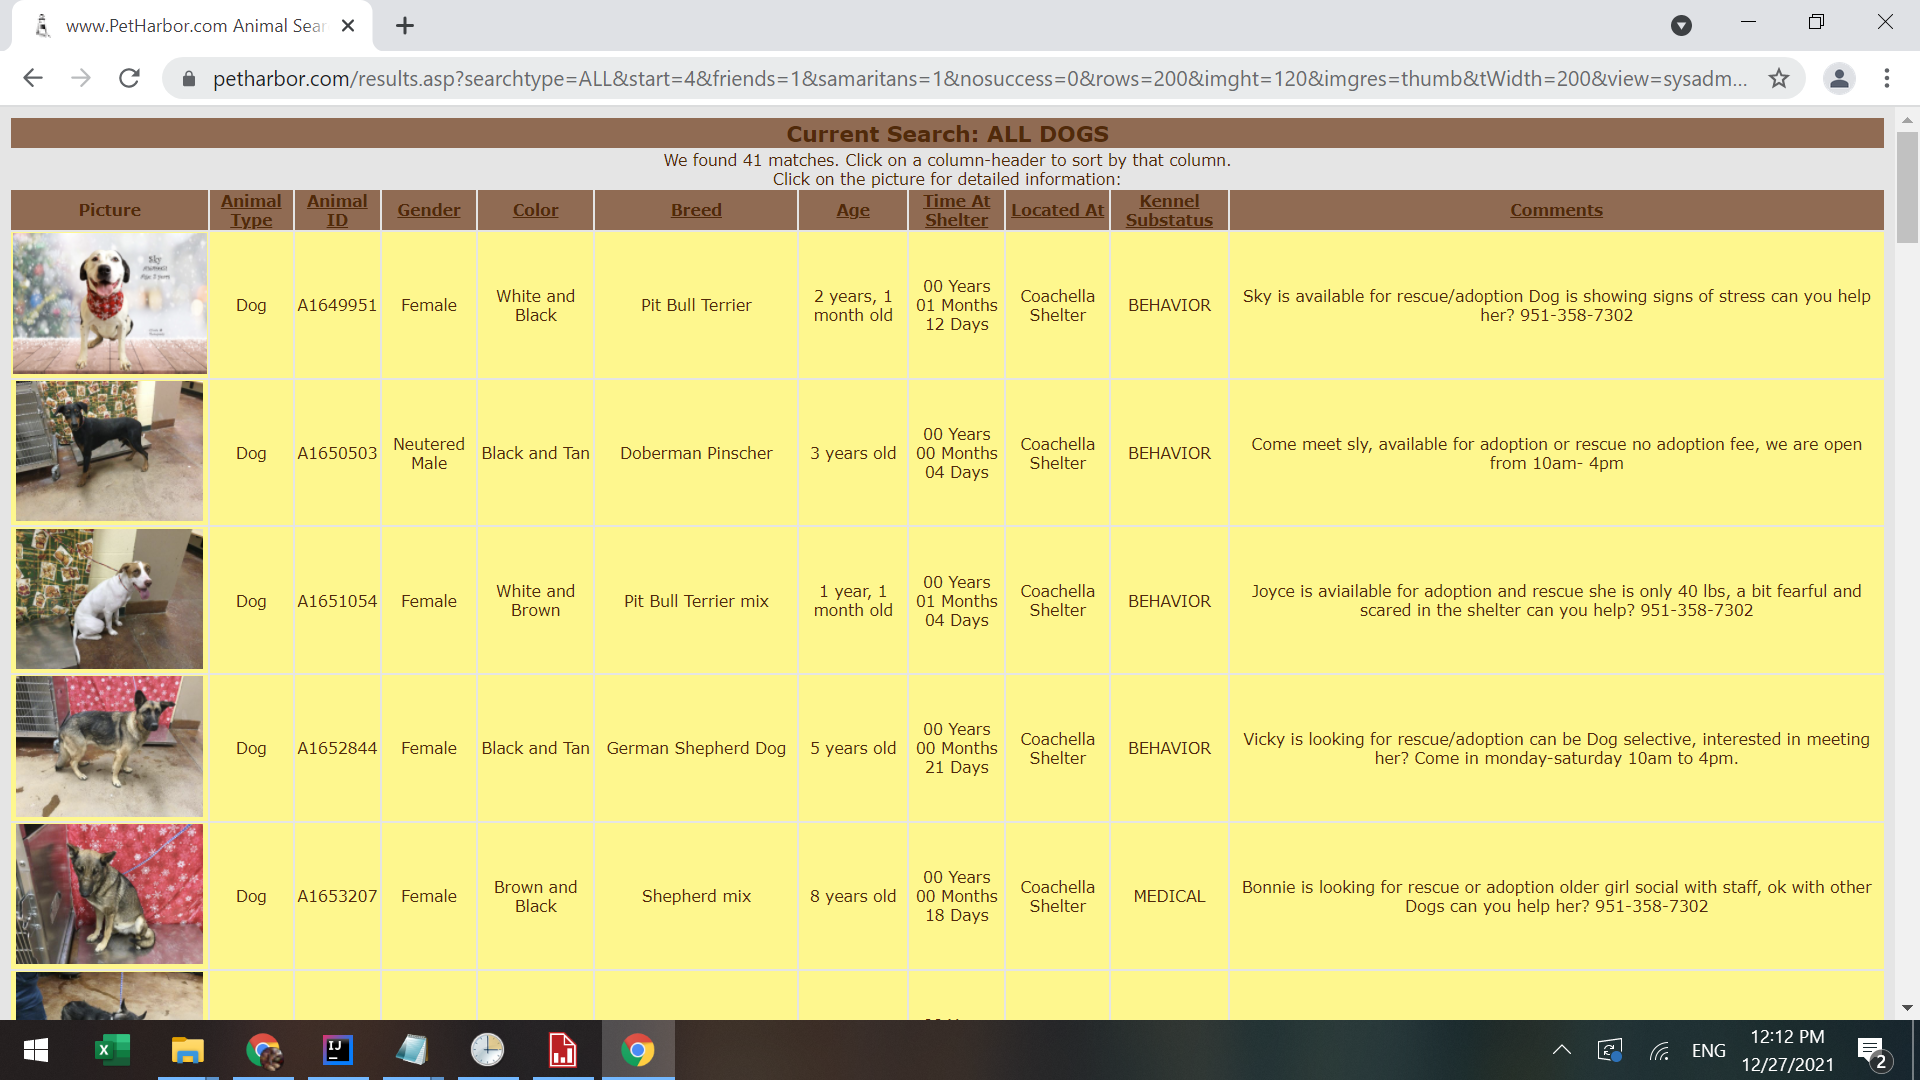 www.PetHarbor.com Animal Sear
petharbor.com/results.asp?searchtype=ALL&start=4&friends=1&samaritans=1&nosuccess=0&rows=200&imght=120&imgres=thumb&tWidth=200&view=sysadm...
Current Search: ALL DOGS
We found 41 matches. Click on a column-header to sort by that column.
Click on the picture for detailed information:
Picture
Animal
Type
Animal
ID
Gender
Color
Breed
Age
Time At
Shelter
Located At
Kennel
Substatus
Comments
Sky
Dog
A1649951
Female
White and
Black
Pit Bull Terrier
2 years, 1
month old
00 Years
01 Months
12 Days
Coachella
Shelter
BEHAVIOR
Sky is available for rescue/adoption Dog is showing signs of stress can you help
her? 951-358-7302
Dog
A1650503
Neutered
Male
Black and Tan
Doberman Pinscher
3 years old
00 Years
00 Months
04 Days
Coachella
Shelter
BEHAVIOR
Come meet sly, available for adoption or rescue no adoption fee, we are open
from 10am- 4pm
Dog
A1651054
Female
White and
Brown
Pit Bull Terrier mix
1 year, 1
month old
00 Years
01 Months
04 Days
Coachella
Shelter
BEHAVIOR
Joyce is avialable for adoption and rescue she is only 40 lbs, a bit fearful and
scared in the shelter can you help? 951-358-7302
Dog
A1652844
Female
Black and Tan
German Shepherd Dog
5 years old
00 Years
00 Months
21 Days
Coachella
Shelter
BEHAVIOR
Vicky is looking for rescue/adoption can be Dog selective, interested in meeting
her? Come in monday-saturday 10am to 4pm.
Dog
A1653207
Female
Brown and
Black
Shepherd mix
8 years old
00 Years
00 Months
18 Days
Coachella
Shelter
MEDICAL
Bonnie is looking for rescue or adoption older girl social with staff, ok with other
Dogs can you help her? 951-358-7302
X
IJ
ENG
12:12 PM
12/27/2021
2